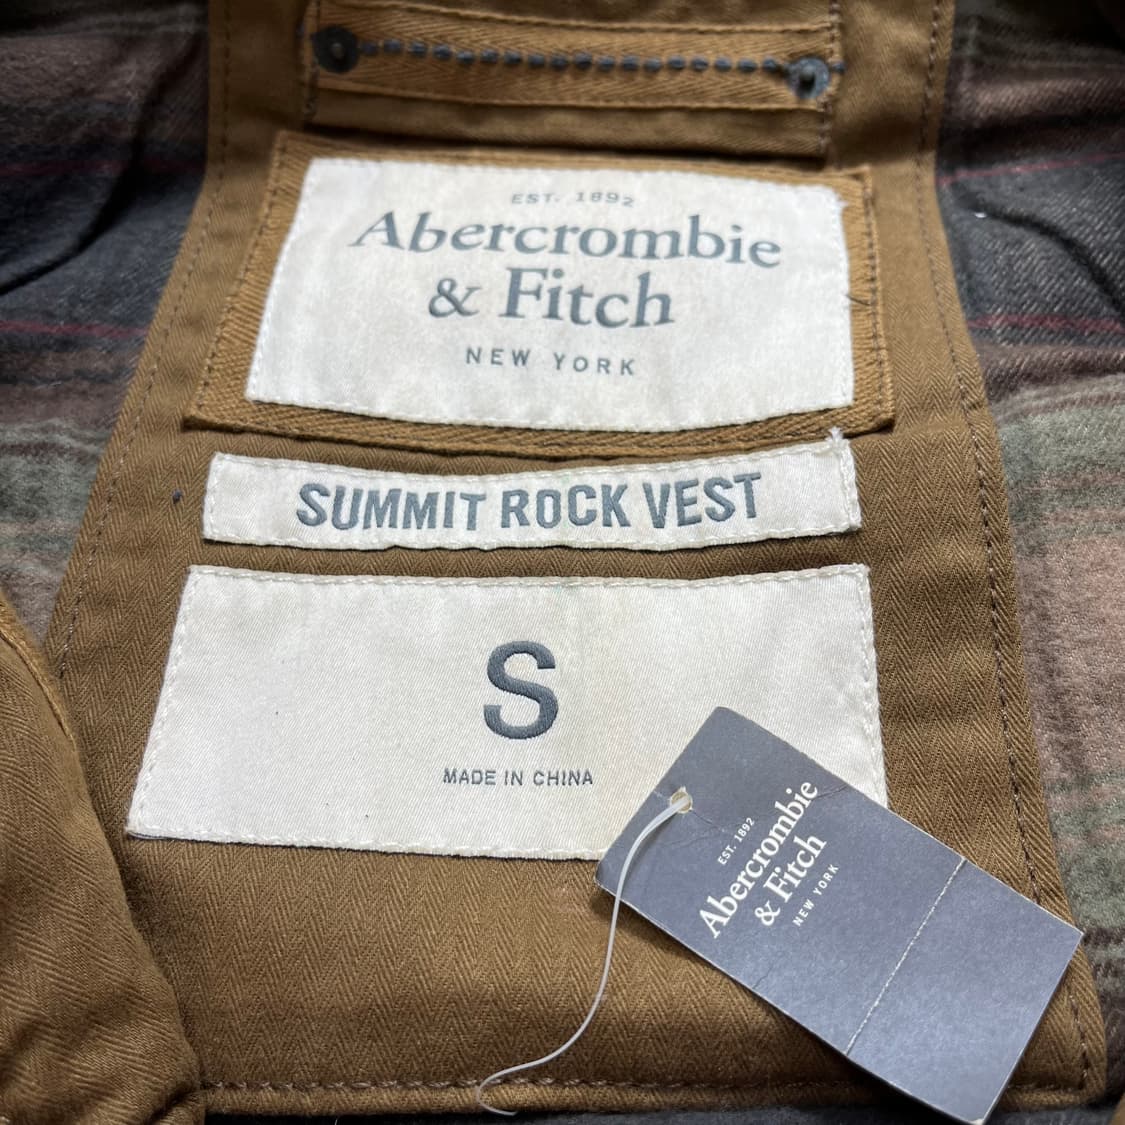 EST. 1892
Abercrombie
& Fitch
NEW YORK
SUMMIT ROCK VEST
S
MADE IN CHINA
EST. 1892
Abercrombie
& Fitch
NEW YORK